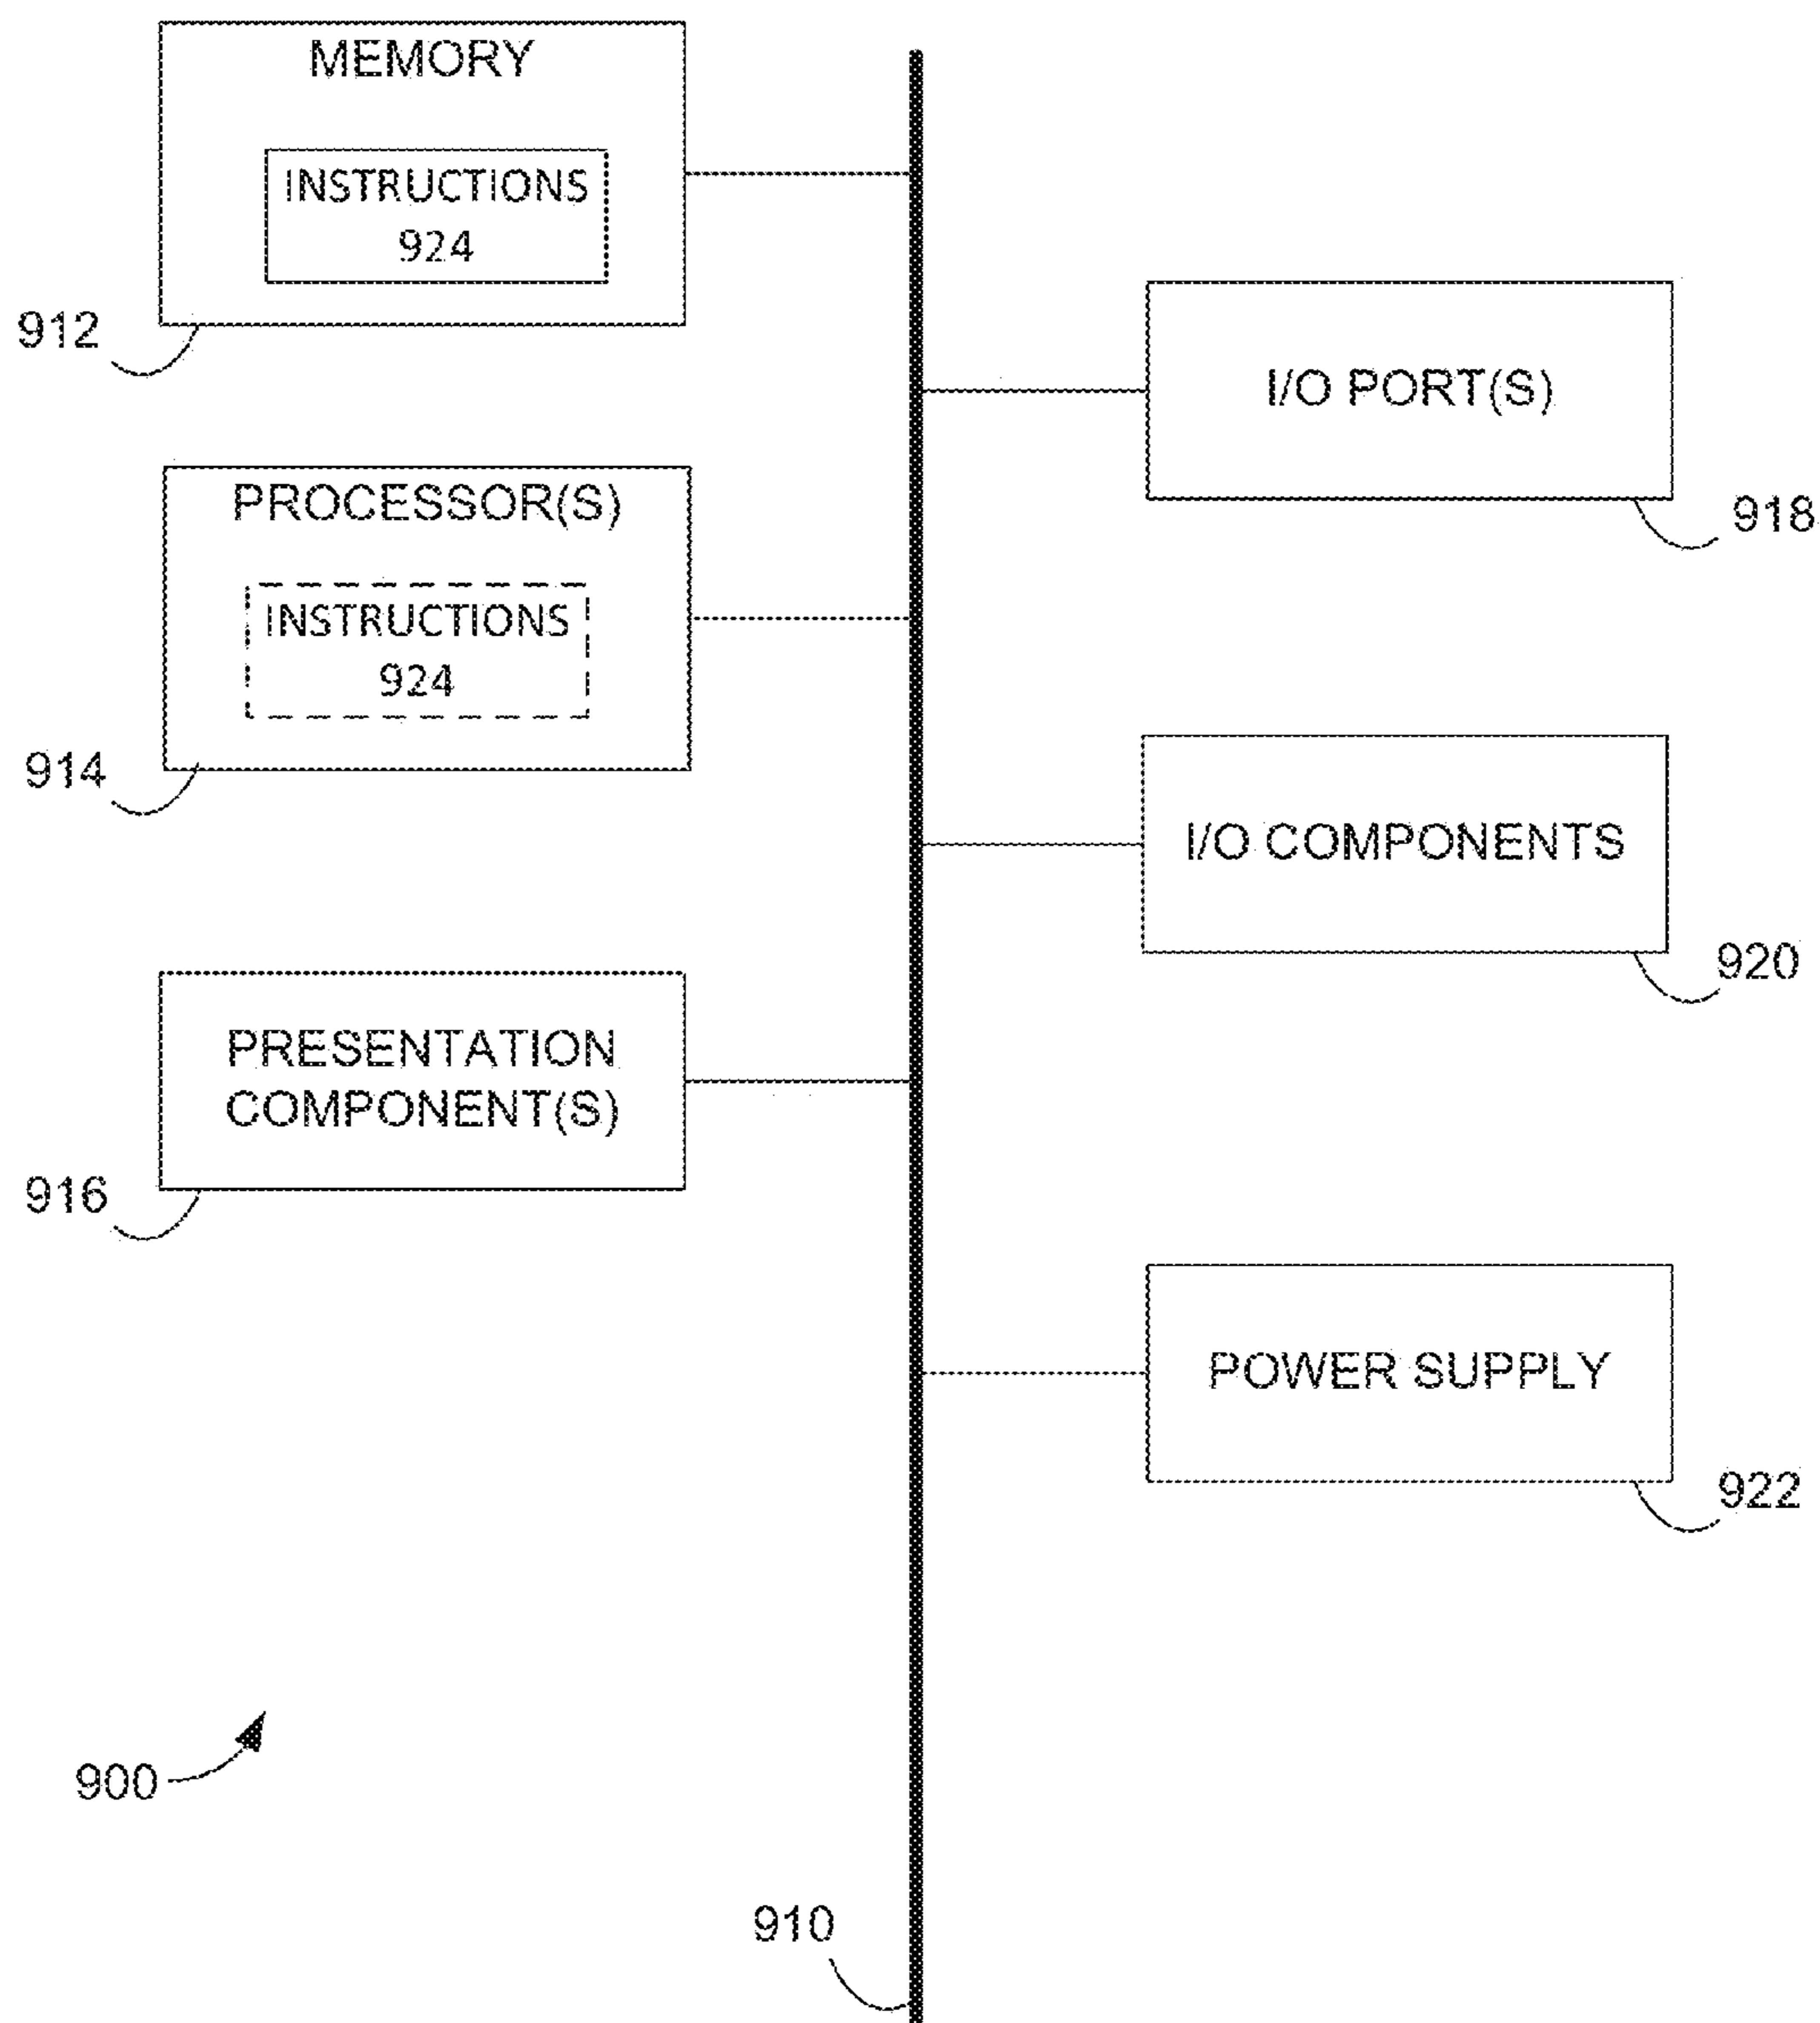 MEMORY
INSTRUCTIONS
924
912
I/O PORT(S)
918
PROCESSOR(S)
INSTRUCTIONS
924
914
I/O COMPONENTS
920
PRESENTATION
COMPONENT(S)
916
POWER SUPPLY
922
900
910